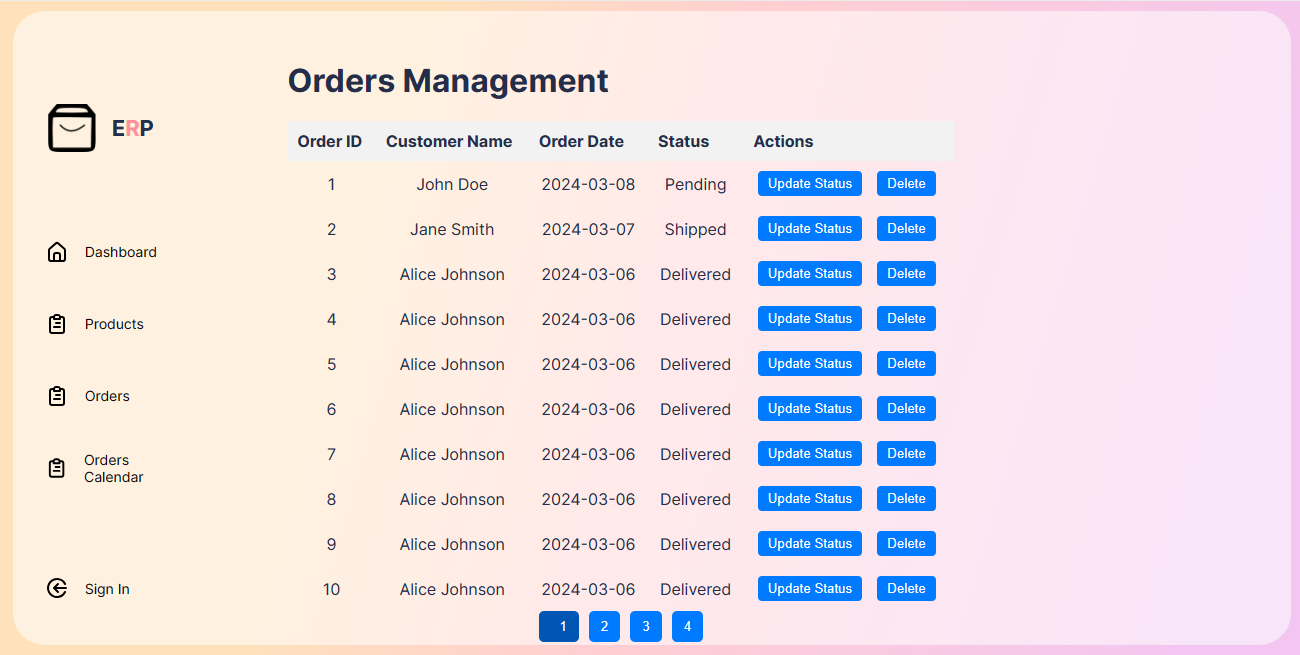 Orders Management
ERP
Order ID Customer Name Order Date Status Actions
1 John Doe 2024-03-08 Pending Update Status Delete
2 Jane Smith 2024-03-07 Shipped Update Status Delete
Dashboard
3 Alice Johnson 2024-03-06 Delivered Update Status Delete
Products
4 Alice Johnson 2024-03-06 Delivered Update Status Delete
5 Alice Johnson 2024-03-06 Delivered Update Status Delete
Orders
6 Alice Johnson 2024-03-06 Delivered Update Status Delete
Orders
Calendar
7 Alice Johnson 2024-03-06 Delivered Update Status Delete
8 Alice Johnson 2024-03-06 Delivered Update Status Delete
9 Alice Johnson 2024-03-06 Delivered Update Status Delete
Sign In
10 Alice Johnson 2024-03-06 Delivered Update Status Delete
1 2 3 4